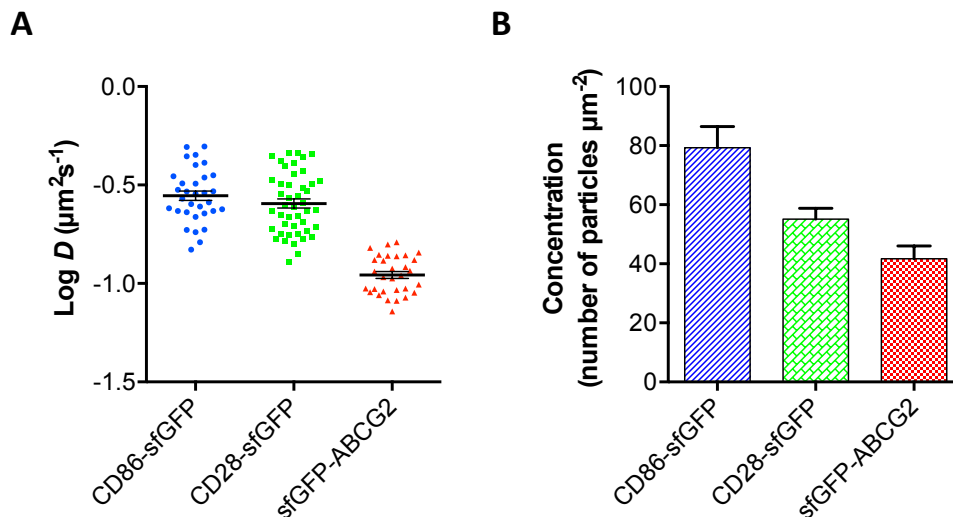 A
B
Log D (µm²s⁻¹)
0.0
-0.5
-1.0
-1.5
CD86-sfGFP
CD28-sfGFP
sfGFP-ABCG2
Concentration
(number of particles µm⁻²)
100
80
60
40
20
0
CD86-sfGFP
CD28-sfGFP
sfGFP-ABCG2